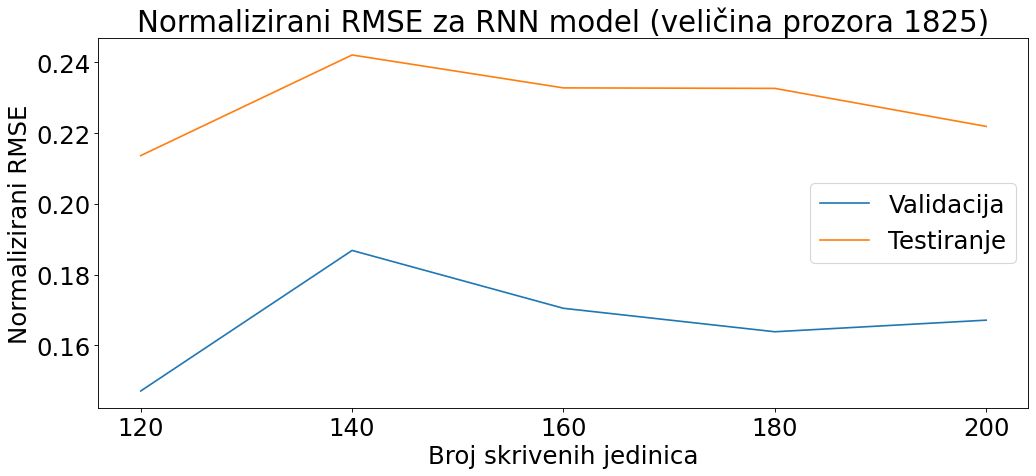 Normalizirani RMSE za RNN model (veličina prozora 1825)
Normalizirani RMSE
0.24
0.22
0.20
0.18
0.16
Validacija
Testiranje
120 140 160 180 200
Broj skrivenih jedinica